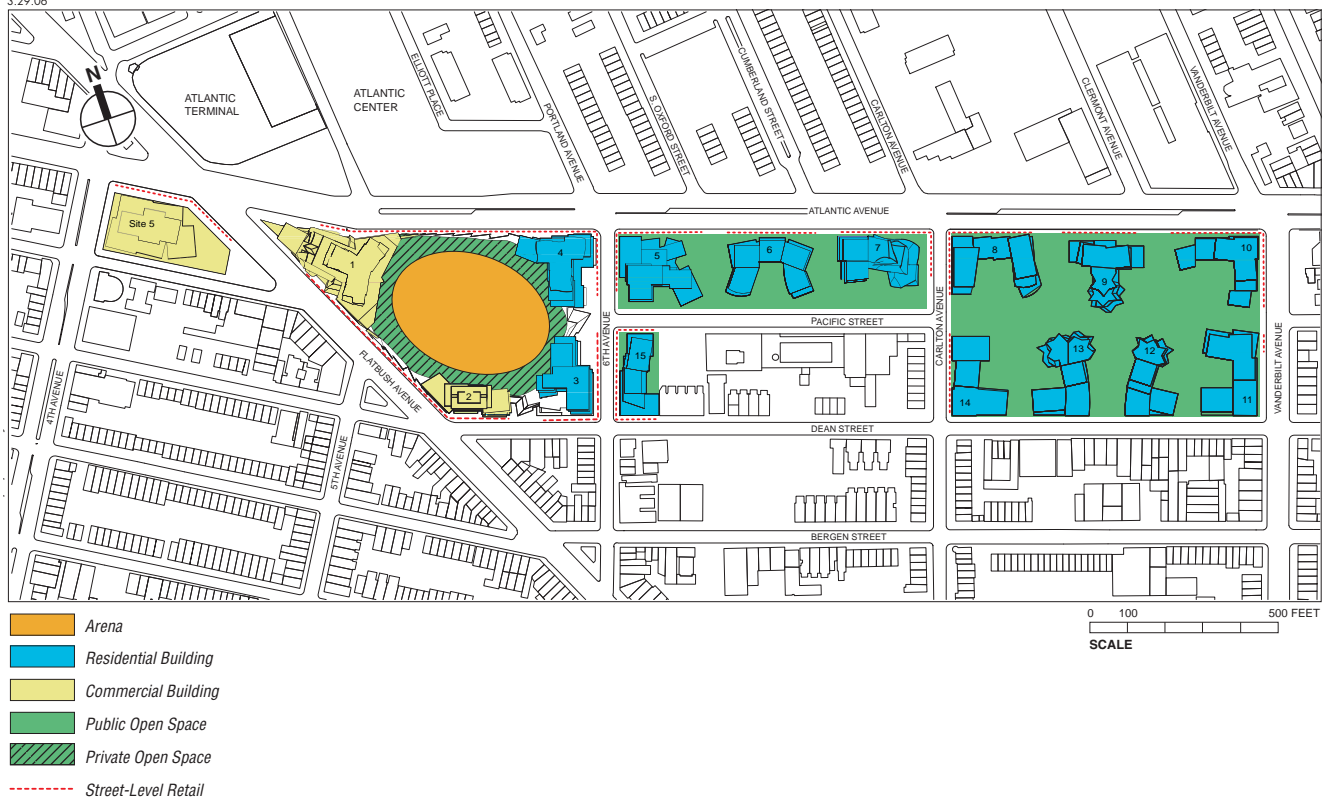 3.29.06
N
ATLANTIC
TERMINAL
ATLANTIC
CENTER
ELLIOTT PLACE
PORTLAND AVENUE
S. OXFORD STREET
CUMBERLAND STREET
CARLTON AVENUE
CLERMONT AVENUE
VANDERBILT AVENUE
ATLANTIC AVENUE
Site 5
1
4
5
6
7
8
9
10
PACIFIC STREET
6TH AVENUE
CARLTON AVENUE
VANDERBILT AVENUE
FLATBUSH AVENUE
4TH AVENUE
5TH AVENUE
2
3
15
14
13
12
11
DEAN STREET
BERGEN STREET
0 100 500 FEET
SCALE
Arena
Residential Building
Commercial Building
Public Open Space
Private Open Space
Street-Level Retail